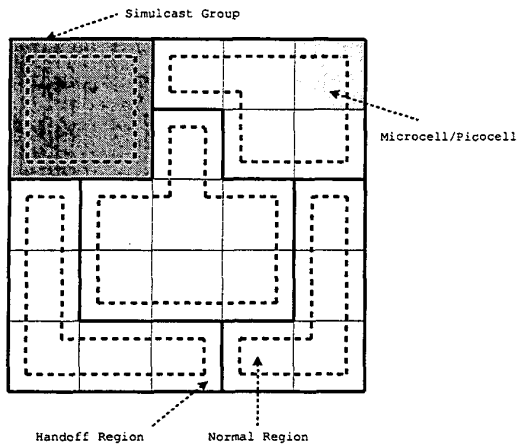 Simulcast Group
Microcell/Picocell
Handoff Region
Normal Region